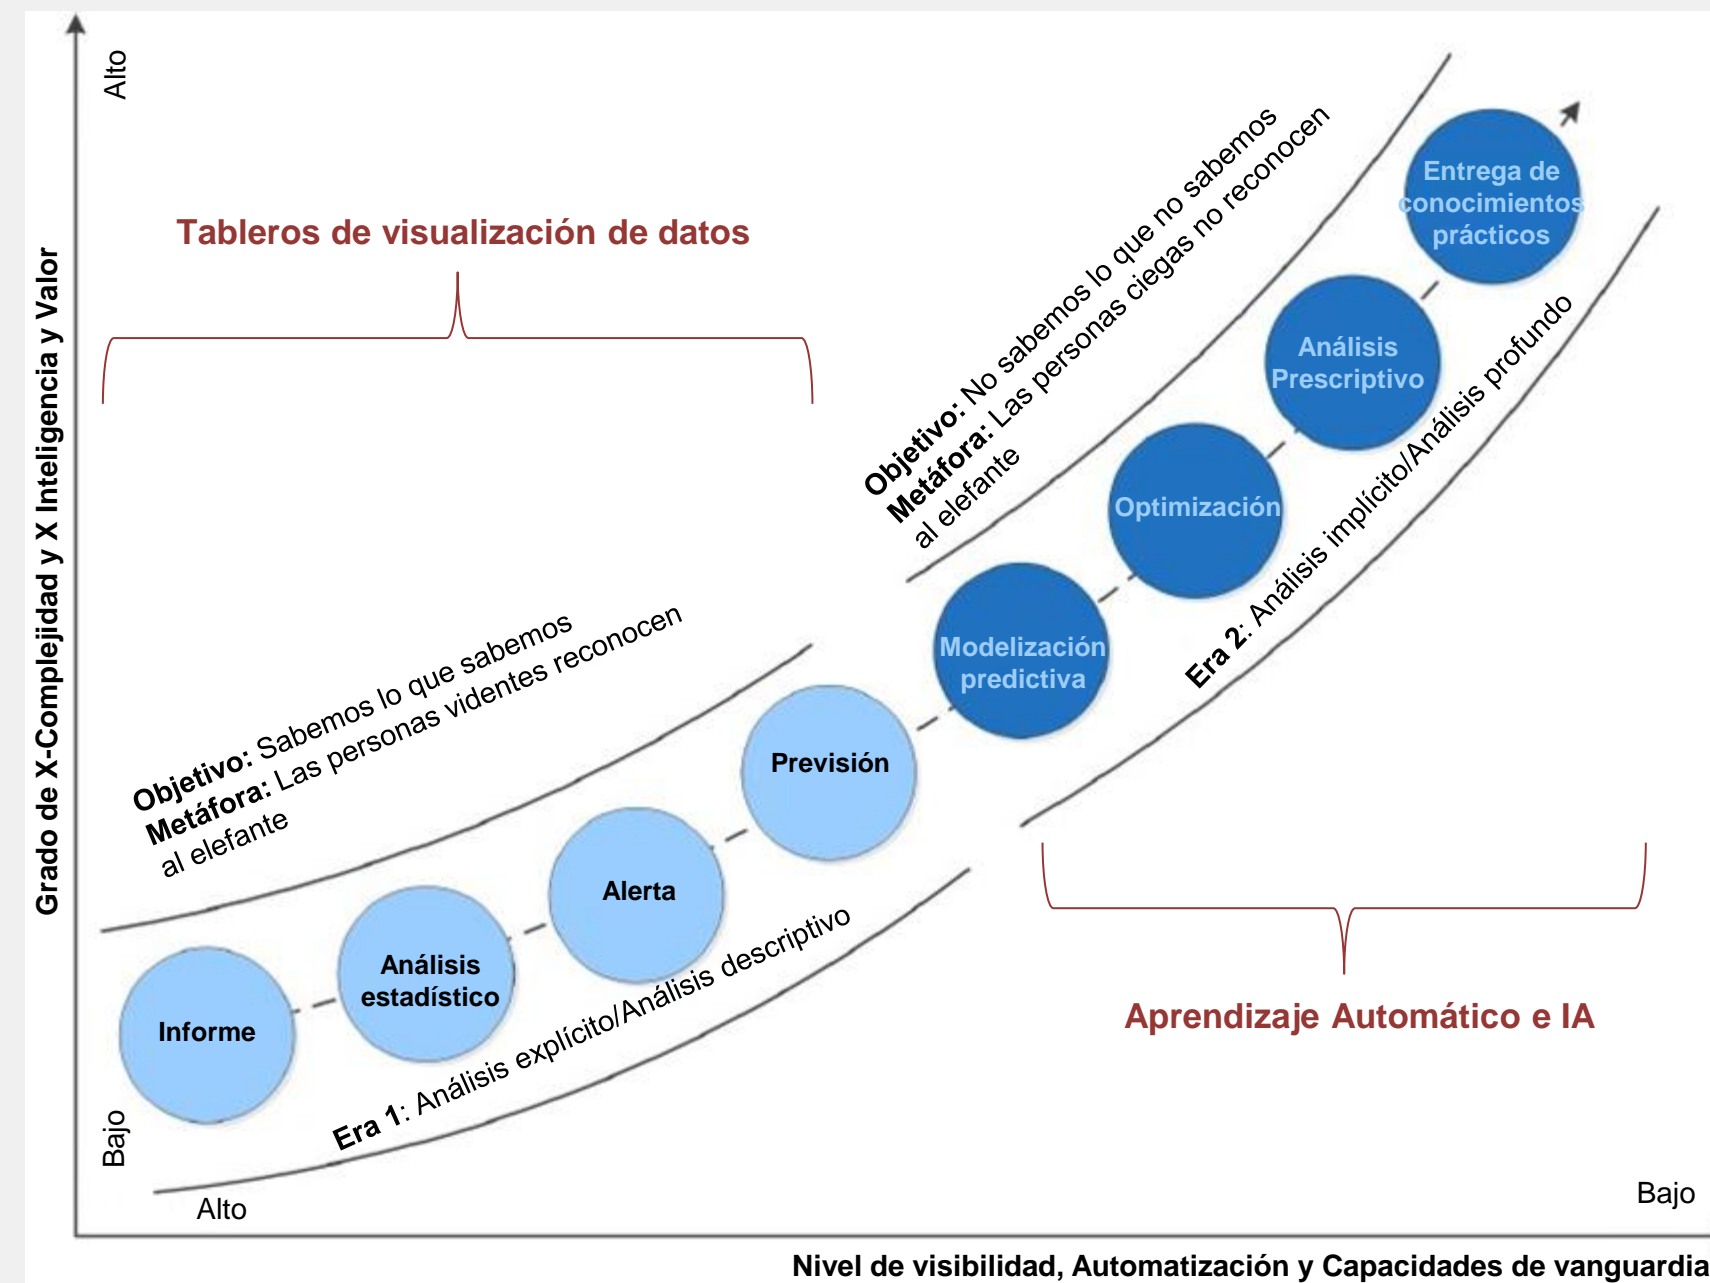 Alto
Grado de X-Complejidad y X Inteligencia y Valor
Tableros de visualización de datos
Objetivo: No sabemos lo que no sabemos
Metáfora: Las personas ciegas no reconocen
al elefante
Entrega de
conocimientos
prácticos
Análisis
Prescriptivo
Optimización
Modelización
predictiva
Era 2: Análisis implícito/Análisis profundo
Objetivo: Sabemos lo que sabemos
Metáfora: Las personas videntes reconocen
al elefante
Previsión
Alerta
Análisis
estadístico
Informe
Era 1: Análisis explícito/Análisis descriptivo
Aprendizaje Automático e IA
Bajo
Alto
Bajo
Nivel de visibilidad, Automatización y Capacidades de vanguardia